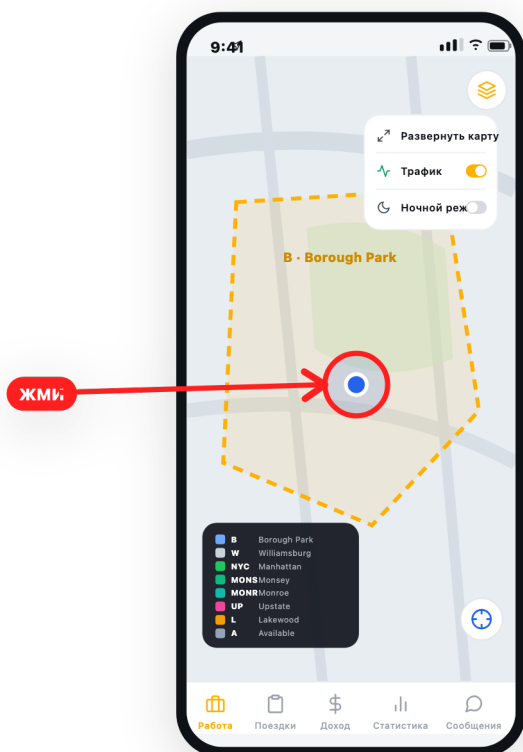 9:41
Развернуть карту
Трафик
Ночной реж
B · Borough Park
ЖМИ
B Borough Park
W Williamsburg
NYC Manhattan
MONS Monsey
MONR Monroe
UP Upstate
L Lakewood
A Available
Работа Поездки Доход Статистика Сообщения